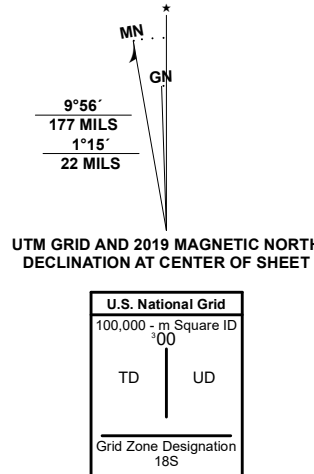 ★
MN
GN
9°56´
177 MILS
1°15´
22 MILS
UTM GRID AND 2019 MAGNETIC NORTH
DECLINATION AT CENTER OF SHEET
U.S. National Grid
100,000 - m Square ID
³00
TD UD
Grid Zone Designation
18S